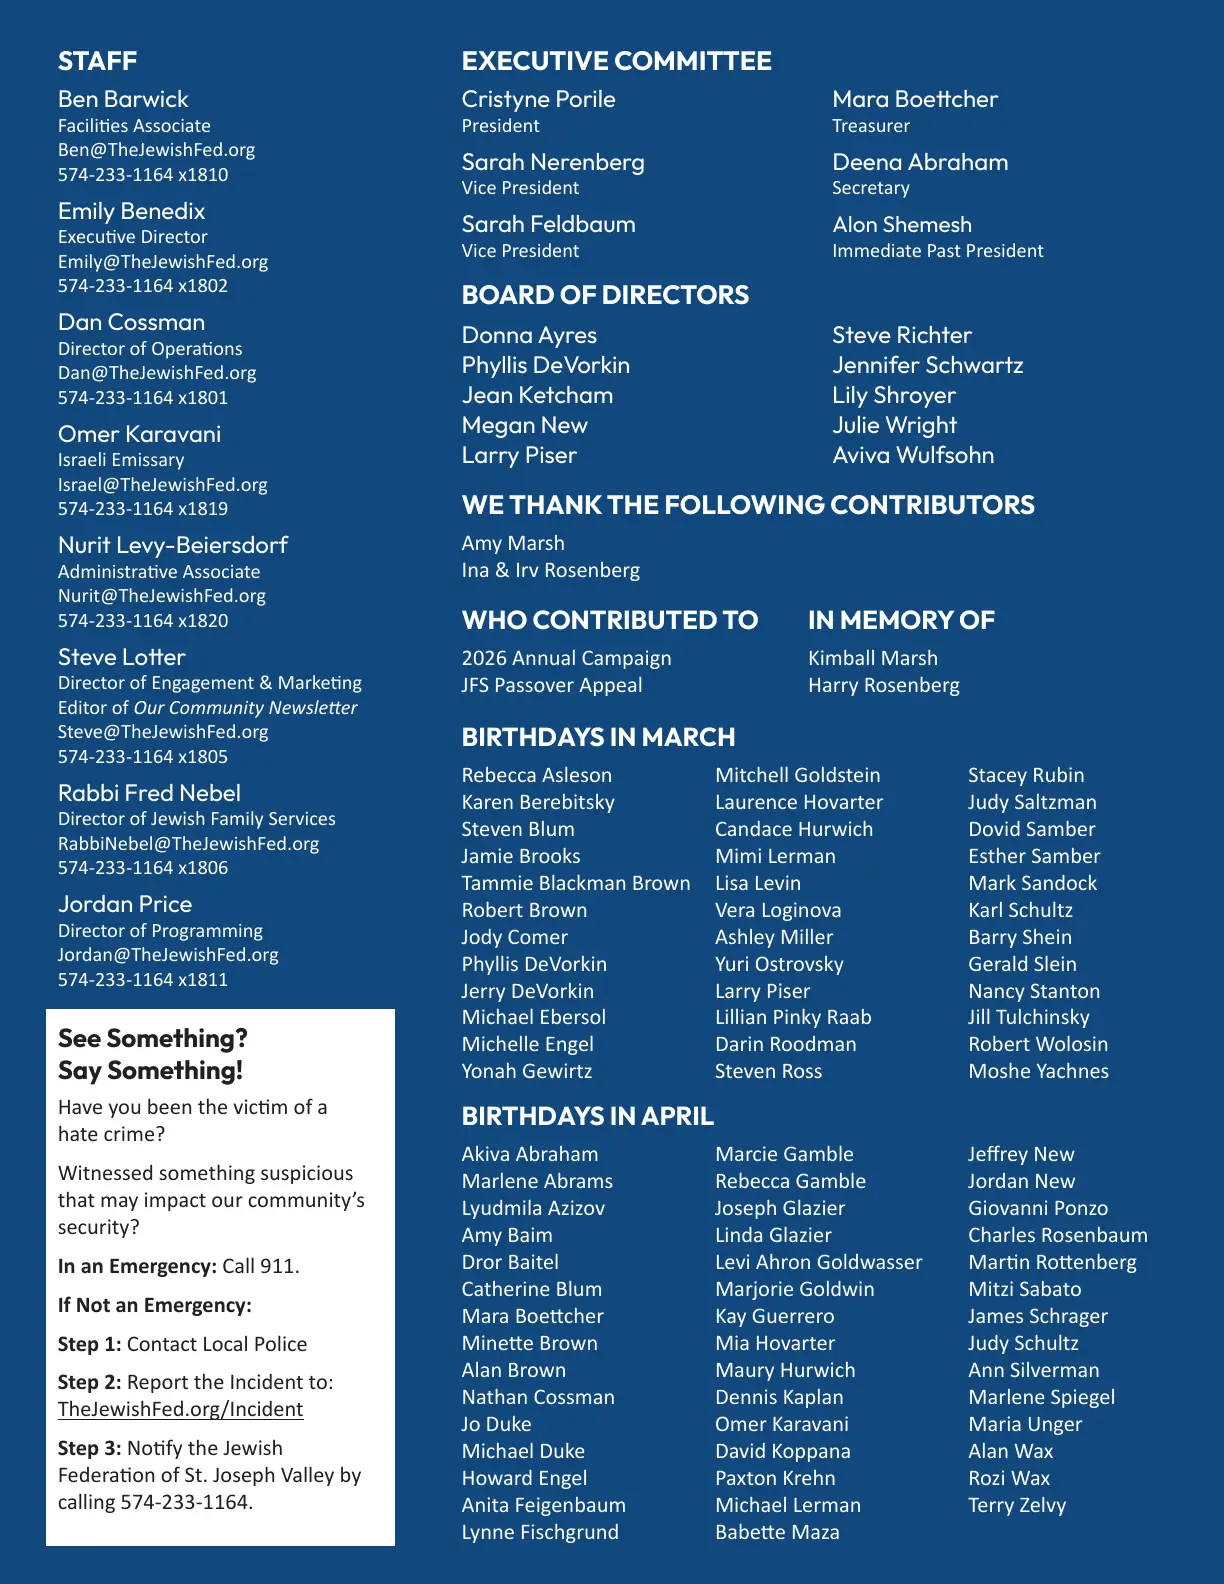 STAFF
Ben Barwick
Facilities Associate
Ben@TheJewishFed.org
574-233-1164 x1810
Emily Benedix
Executive Director
Emily@TheJewishFed.org
574-233-1164 x1802
Dan Cossman
Director of Operations
Dan@TheJewishFed.org
574-233-1164 x1801
Omer Karavani
Israeli Emissary
Israel@TheJewishFed.org
574-233-1164 x1819
Nurit Levy-Beiersdorf
Administrative Associate
Nurit@TheJewishFed.org
574-233-1164 x1820
Steve Lotter
Director of Engagement & Marketing
Editor of Our Community Newsletter
Steve@TheJewishFed.org
574-233-1164 x1805
Rabbi Fred Nebel
Director of Jewish Family Services
RabbiNebel@TheJewishFed.org
574-233-1164 x1806
Jordan Price
Director of Programming
Jordan@TheJewishFed.org
574-233-1164 x1811
See Something?
Say Something!
Have you been the victim of a
hate crime?
Witnessed something suspicious
that may impact our community’s
security?
In an Emergency: Call 911.
If Not an Emergency:
Step 1: Contact Local Police
Step 2: Report the Incident to:
TheJewishFed.org/Incident
Step 3: Notify the Jewish
Federation of St. Joseph Valley by
calling 574-233-1164.
EXECUTIVE COMMITTEE
Cristyne Porile
President
Sarah Nerenberg
Vice President
Sarah Feldbaum
Vice President
Mara Boettcher
Treasurer
Deena Abraham
Secretary
Alon Shemesh
Immediate Past President
BOARD OF DIRECTORS
Donna Ayres
Phyllis DeVorkin
Jean Ketcham
Megan New
Larry Piser
Steve Richter
Jennifer Schwartz
Lily Shroyer
Julie Wright
Aviva Wulfsohn
WE THANK THE FOLLOWING CONTRIBUTORS
Amy Marsh
Ina & Irv Rosenberg
WHO CONTRIBUTED TO
2026 Annual Campaign
JFS Passover Appeal
IN MEMORY OF
Kimball Marsh
Harry Rosenberg
BIRTHDAYS IN MARCH
Rebecca Asleson
Karen Berebitsky
Steven Blum
Jamie Brooks
Tammie Blackman Brown
Robert Brown
Jody Comer
Phyllis DeVorkin
Jerry DeVorkin
Michael Ebersol
Michelle Engel
Yonah Gewirtz
Mitchell Goldstein
Laurence Hovarter
Candace Hurwich
Mimi Lerman
Lisa Levin
Vera Loginova
Ashley Miller
Yuri Ostrovsky
Larry Piser
Lillian Pinky Raab
Darin Roodman
Steven Ross
Stacey Rubin
Judy Saltzman
Dovid Samber
Esther Samber
Mark Sandock
Karl Schultz
Barry Shein
Gerald Slein
Nancy Stanton
Jill Tulchinsky
Robert Wolosin
Moshe Yachnes
BIRTHDAYS IN APRIL
Akiva Abraham
Marlene Abrams
Lyudmila Azizov
Amy Baim
Dror Baitel
Catherine Blum
Mara Boettcher
Minette Brown
Alan Brown
Nathan Cossman
Jo Duke
Michael Duke
Howard Engel
Anita Feigenbaum
Lynne Fischgrund
Marcie Gamble
Rebecca Gamble
Joseph Glazier
Linda Glazier
Levi Ahron Goldwasser
Marjorie Goldwin
Kay Guerrero
Mia Hovarter
Maury Hurwich
Dennis Kaplan
Omer Karavani
David Koppana
Paxton Krehn
Michael Lerman
Babette Maza
Jeffrey New
Jordan New
Giovanni Ponzo
Charles Rosenbaum
Martin Rottenberg
Mitzi Sabato
James Schrager
Judy Schultz
Ann Silverman
Marlene Spiegel
Maria Unger
Alan Wax
Rozi Wax
Terry Zelvy